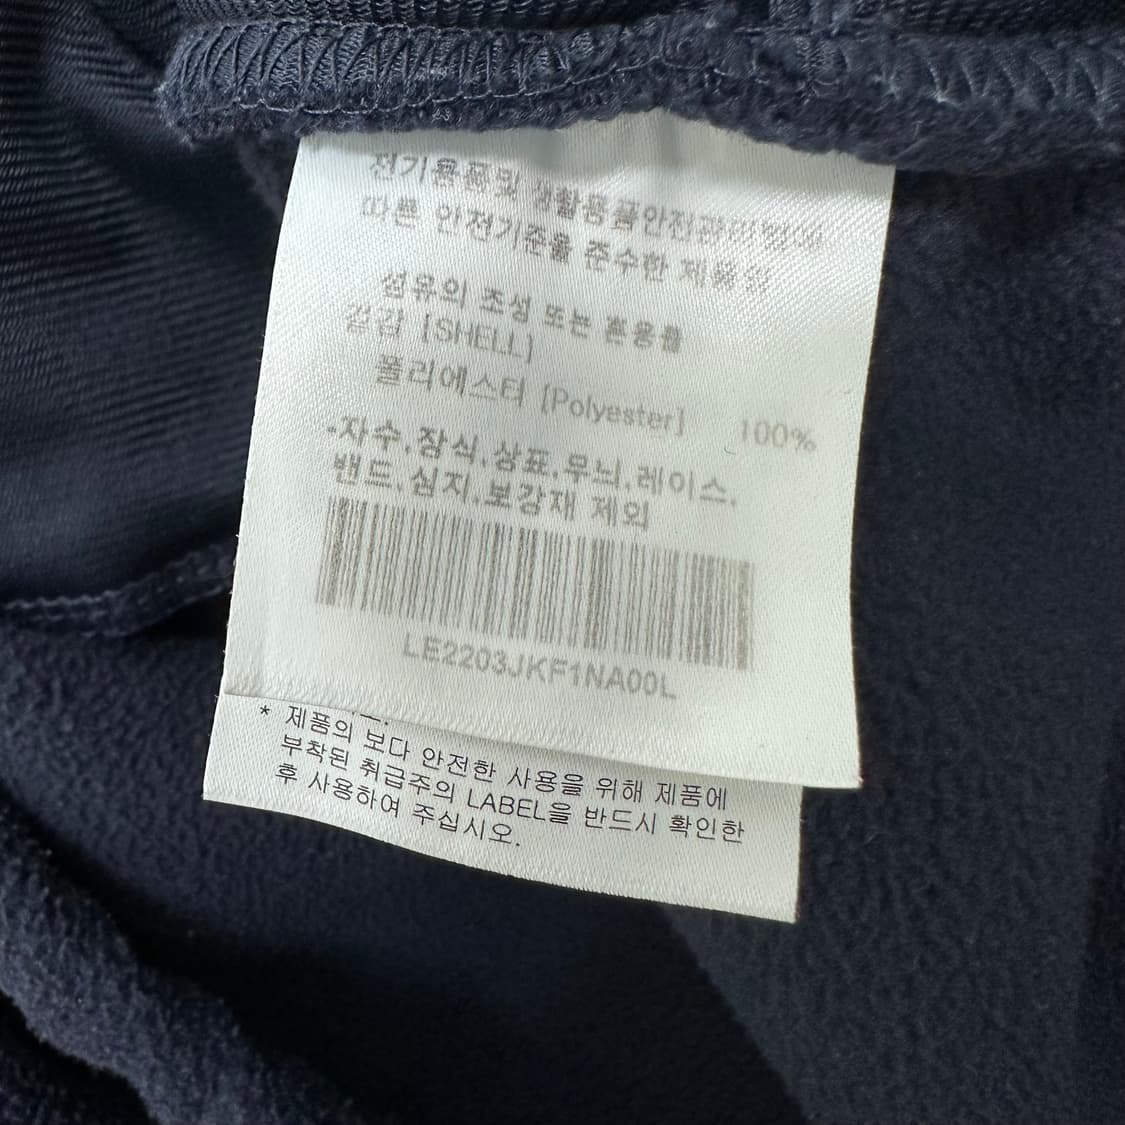 전기용품및 생활용품안전관리법에
따른 안전기준을 준수한 제품임
섬유의 조성 또는 혼용률
겉감 [SHELL]
폴리에스터 [Polyester] 100%
*자수,장식,상표,무늬,레이스,
밴드,심지,보강재 제외
LE2203JKF1NA00L
* 제품의 보다 안전한 사용을 위해 제품에
부착된 취급주의 LABEL을 반드시 확인한
후 사용하여 주십시오.